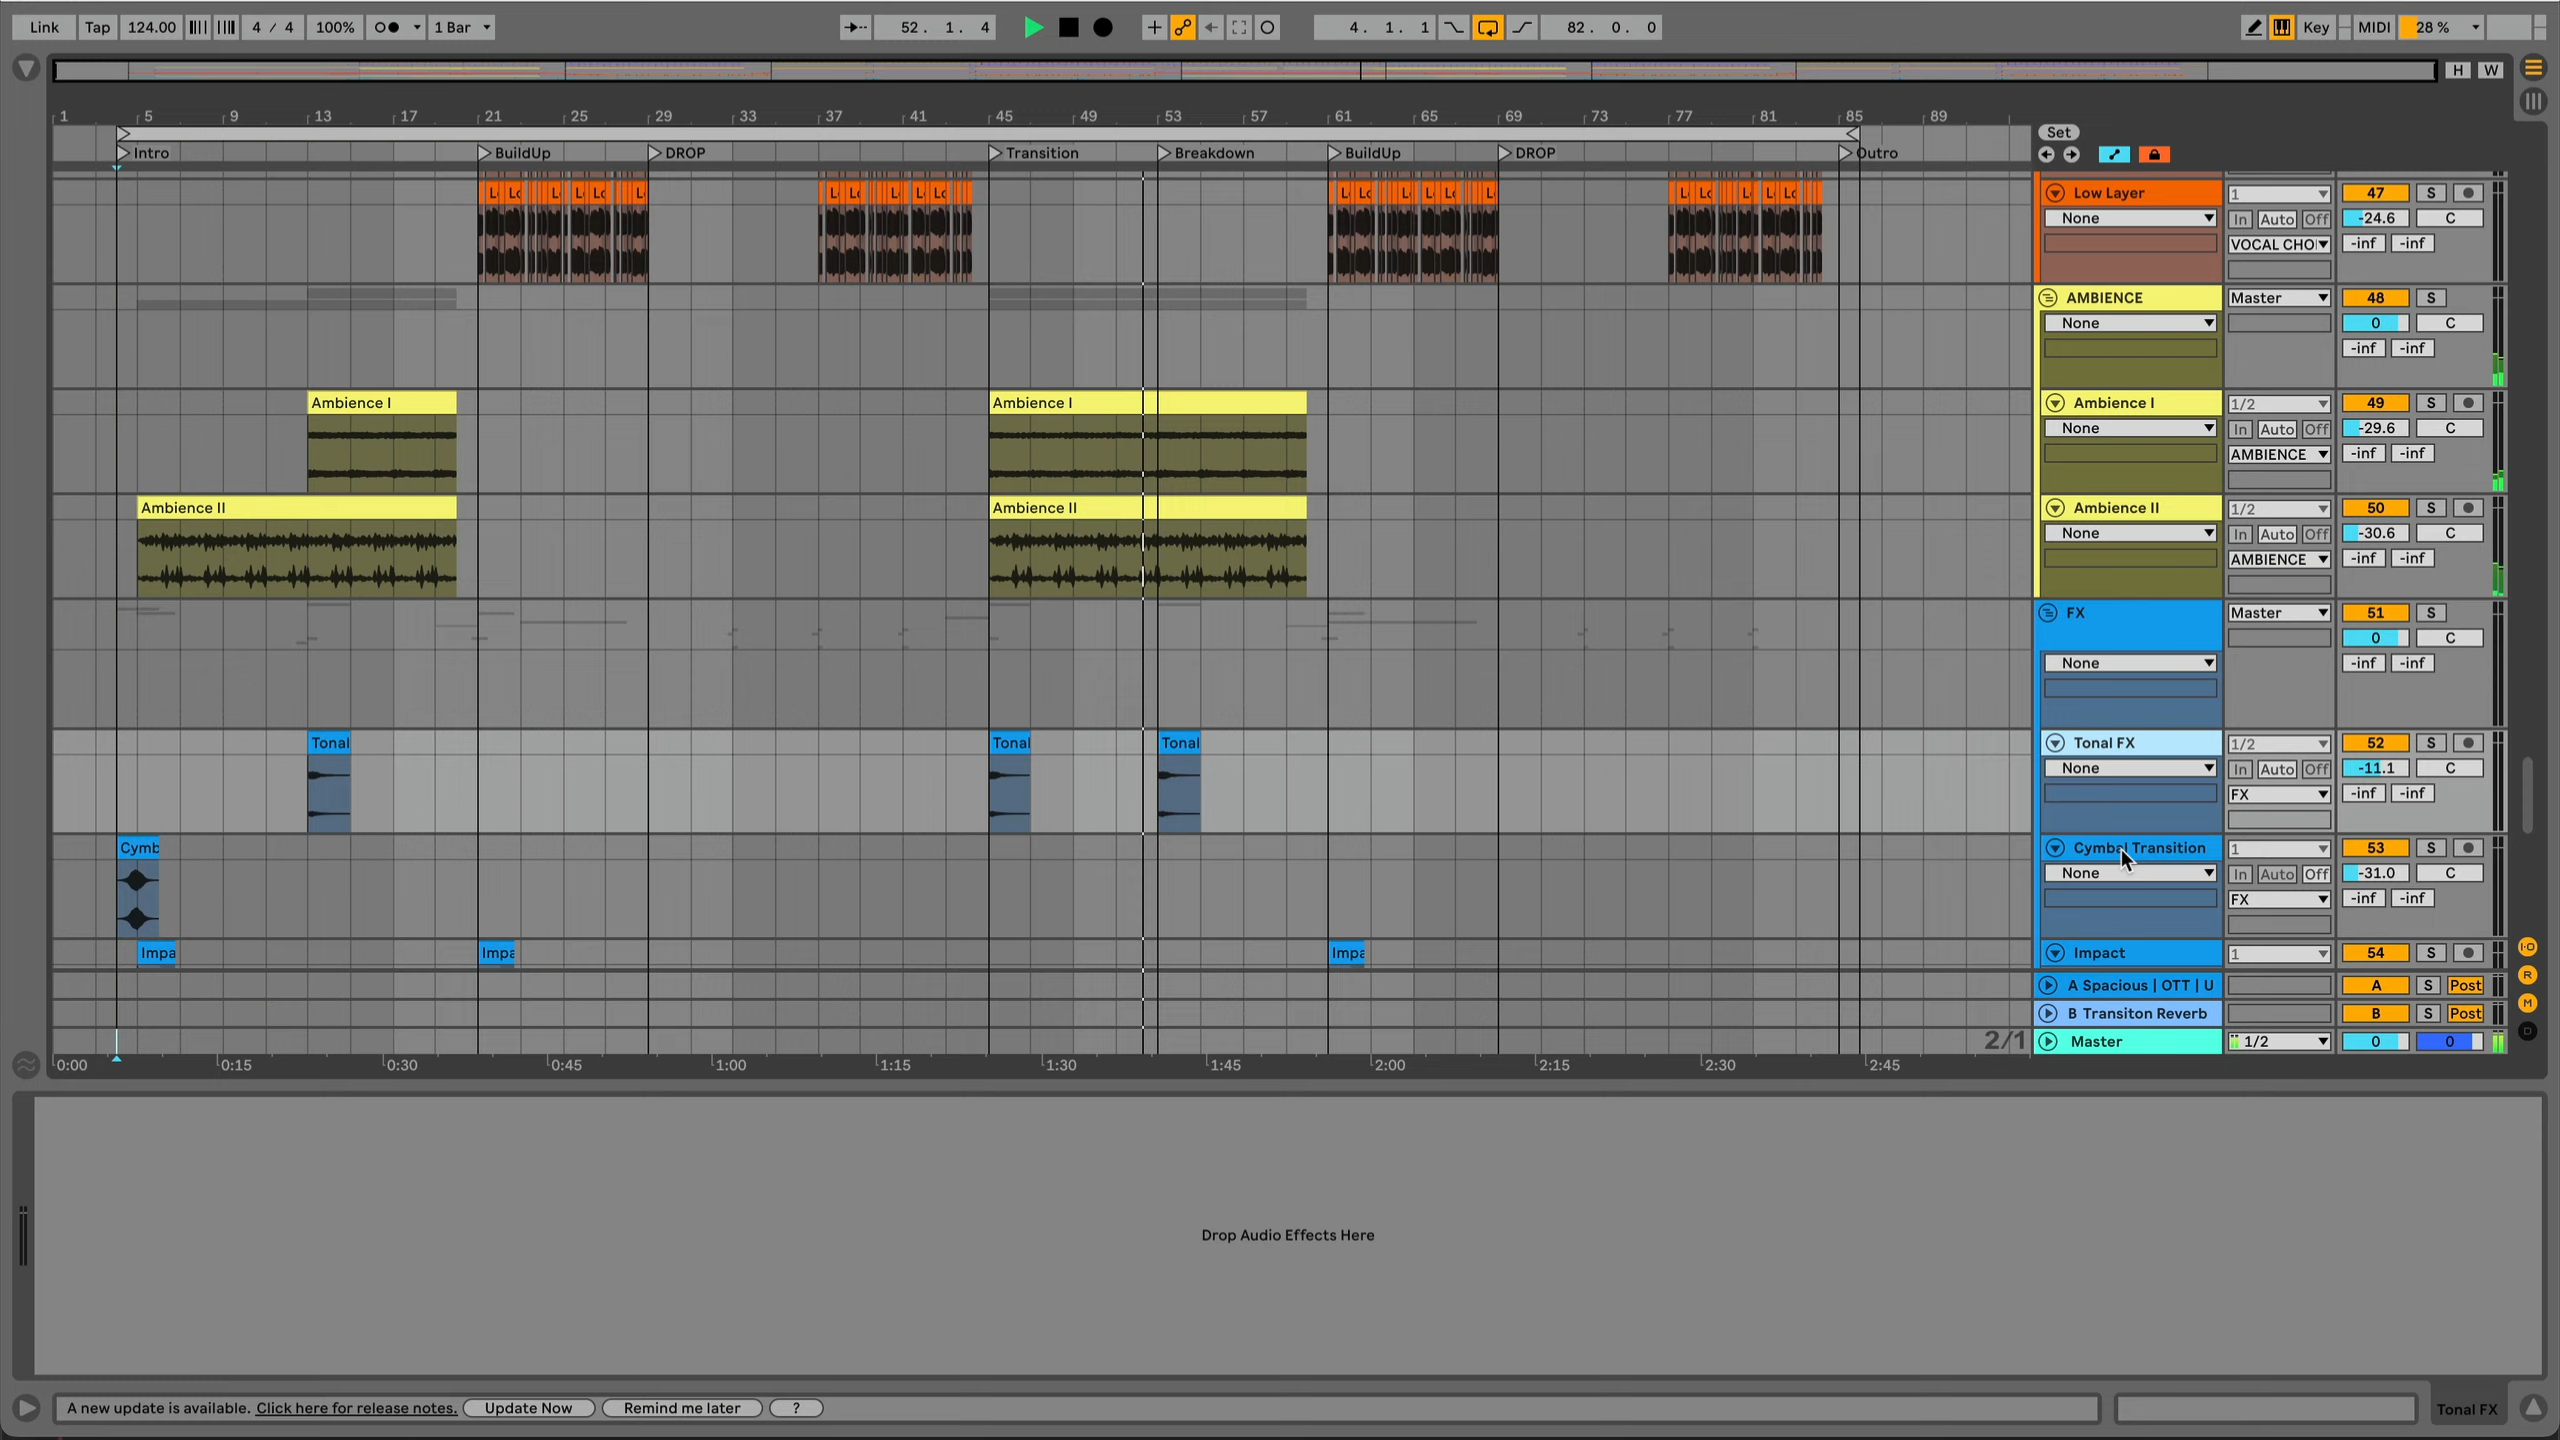 Link Tap 124.00 4 / 4 100% 1 Bar 52. 1. 4 4. 1. 1 82. 0. 0 Key MIDI 28 %
H W
1 5 9 13 17 21 25 29 33 37 41 45 49 53 57 61 65 69 73 77 81 85 89
Set
Intro BuildUp DROP Transition Breakdown BuildUp DROP Outro
Low Layer 1 47 S
None In Auto Off -24.6 C
VOCAL CHO -inf -inf
AMBIENCE Master 48 S
None 0 C
-inf -inf
Ambience I Ambience I Ambience I 1/2 49 S
None In Auto Off -29.6 C
AMBIENCE -inf -inf
Ambience II Ambience II Ambience II 1/2 50 S
None In Auto Off -30.6 C
AMBIENCE -inf -inf
FX Master 51 S
0 C
None -inf -inf
Tonal Tonal Tonal Tonal FX 1/2 52 S
None In Auto Off -11.1 C
FX -inf -inf
Cymb Cymbal Transition 1 53 S
None In Auto Off -31.0 C
FX -inf -inf
Impa Impa Impa Impact 1 54 S
I·O
A Spacious | OTT | U A S Post
R
B Transiton Reverb B S Post
M
2/1 Master 1/2 0 0
D
0:00 0:15 0:30 0:45 1:00 1:15 1:30 1:45 2:00 2:15 2:30 2:45
Drop Audio Effects Here
A new update is available. Click here for release notes. Update Now Remind me later ? Tonal FX